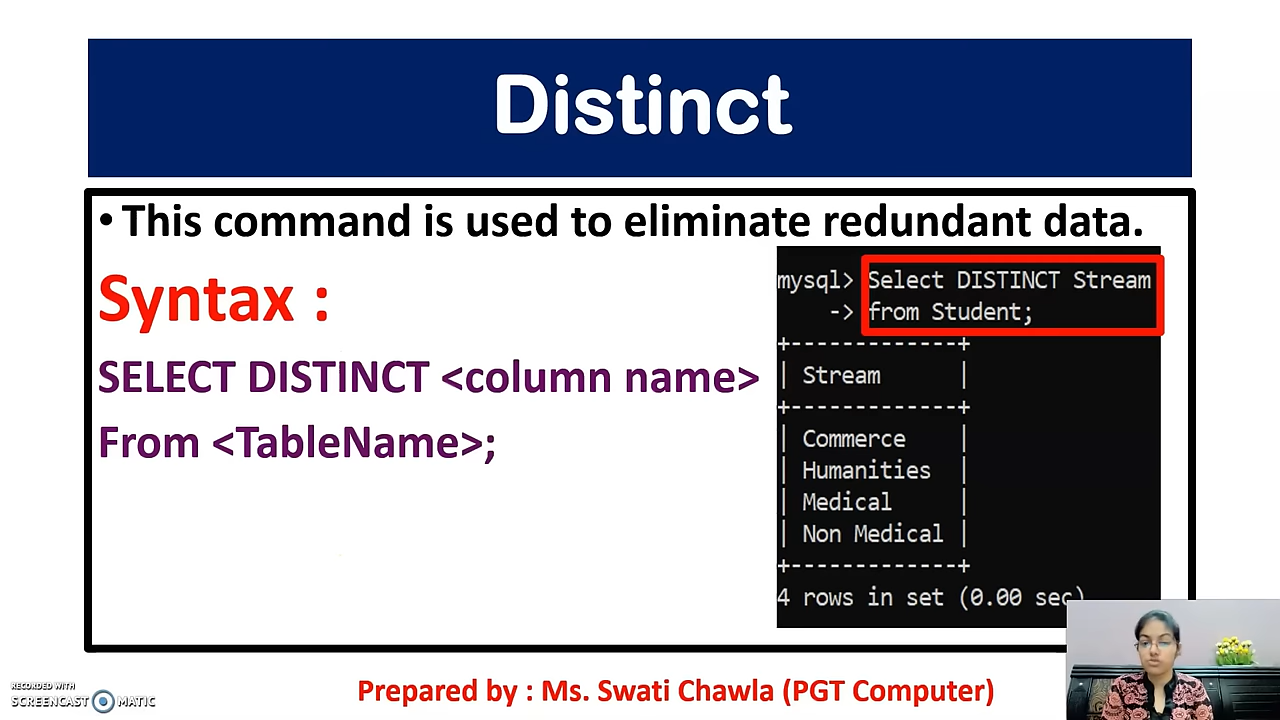 Distinct
• This command is used to eliminate redundant data.
Syntax :
SELECT DISTINCT <column name>
From <TableName>;
mysql> Select DISTINCT Stream
-> from Student;
+-------------+
| Stream |
+-------------+
| Commerce |
| Humanities |
| Medical |
| Non Medical |
+-------------+
4 rows in set (0.00 sec)
Prepared by : Ms. Swati Chawla (PGT Computer)
RECORDED WITH
SCREENCAST MATIC